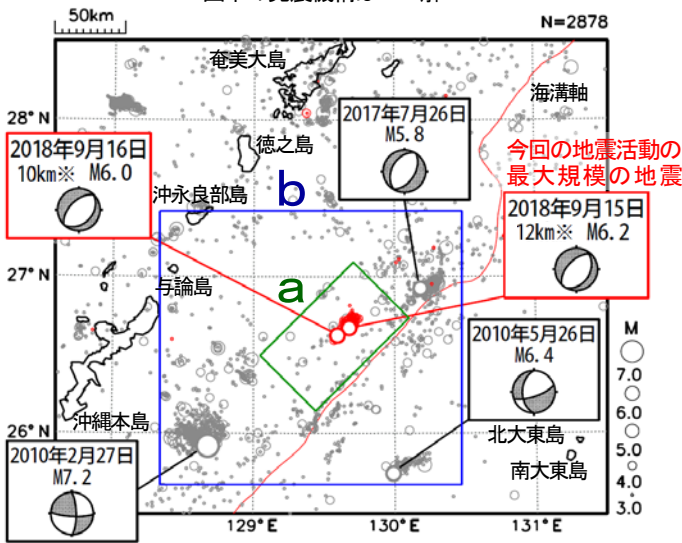 50km
N=2878
奄美大島
海溝軸
28°N
2017年7月26日
M5.8
徳之島
今回の地震活動の
最大規模の地震
2018年9月16日
10km※ M6.0
沖永良部島
b
2018年9月15日
12km※ M6.2
27°N
与論島
a
2010年5月26日
M6.4
M
7.0
6.0
5.0
4.0
3.0
沖縄本島
26°N
北大東島
南大東島
2010年2月27日
M7.2
129°E
130°E
131°E